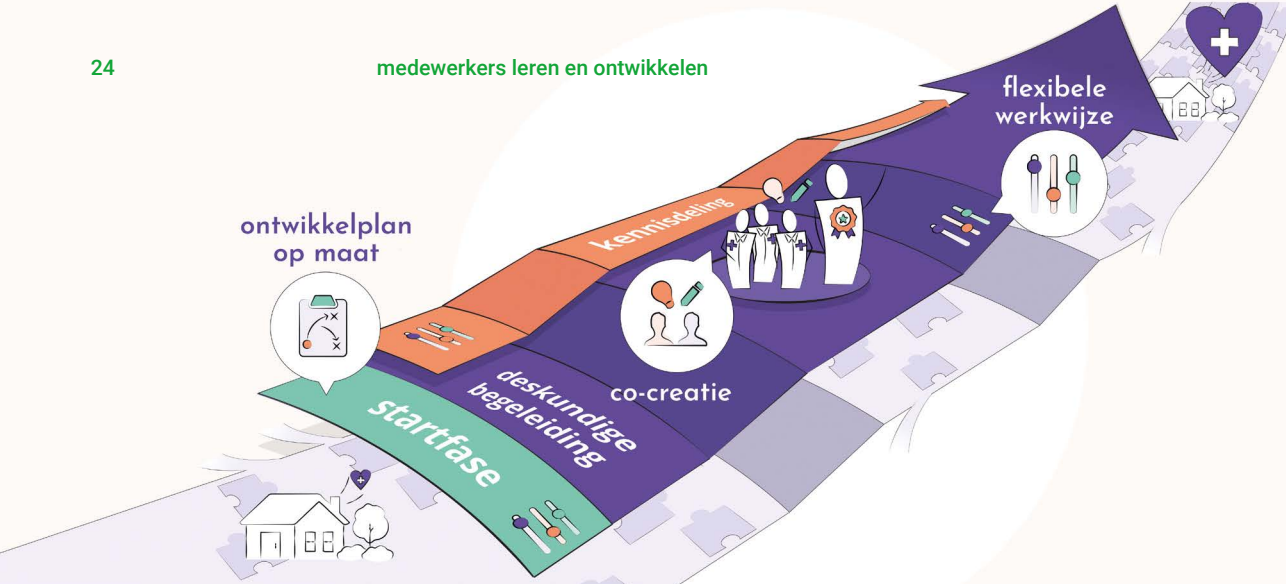 24
medewerkers leren en ontwikkelen
flexibele
werkwijze
kennisdeling
ontwikkelplan
op maat
co-creatie
deskundige
begeleiding
startfase